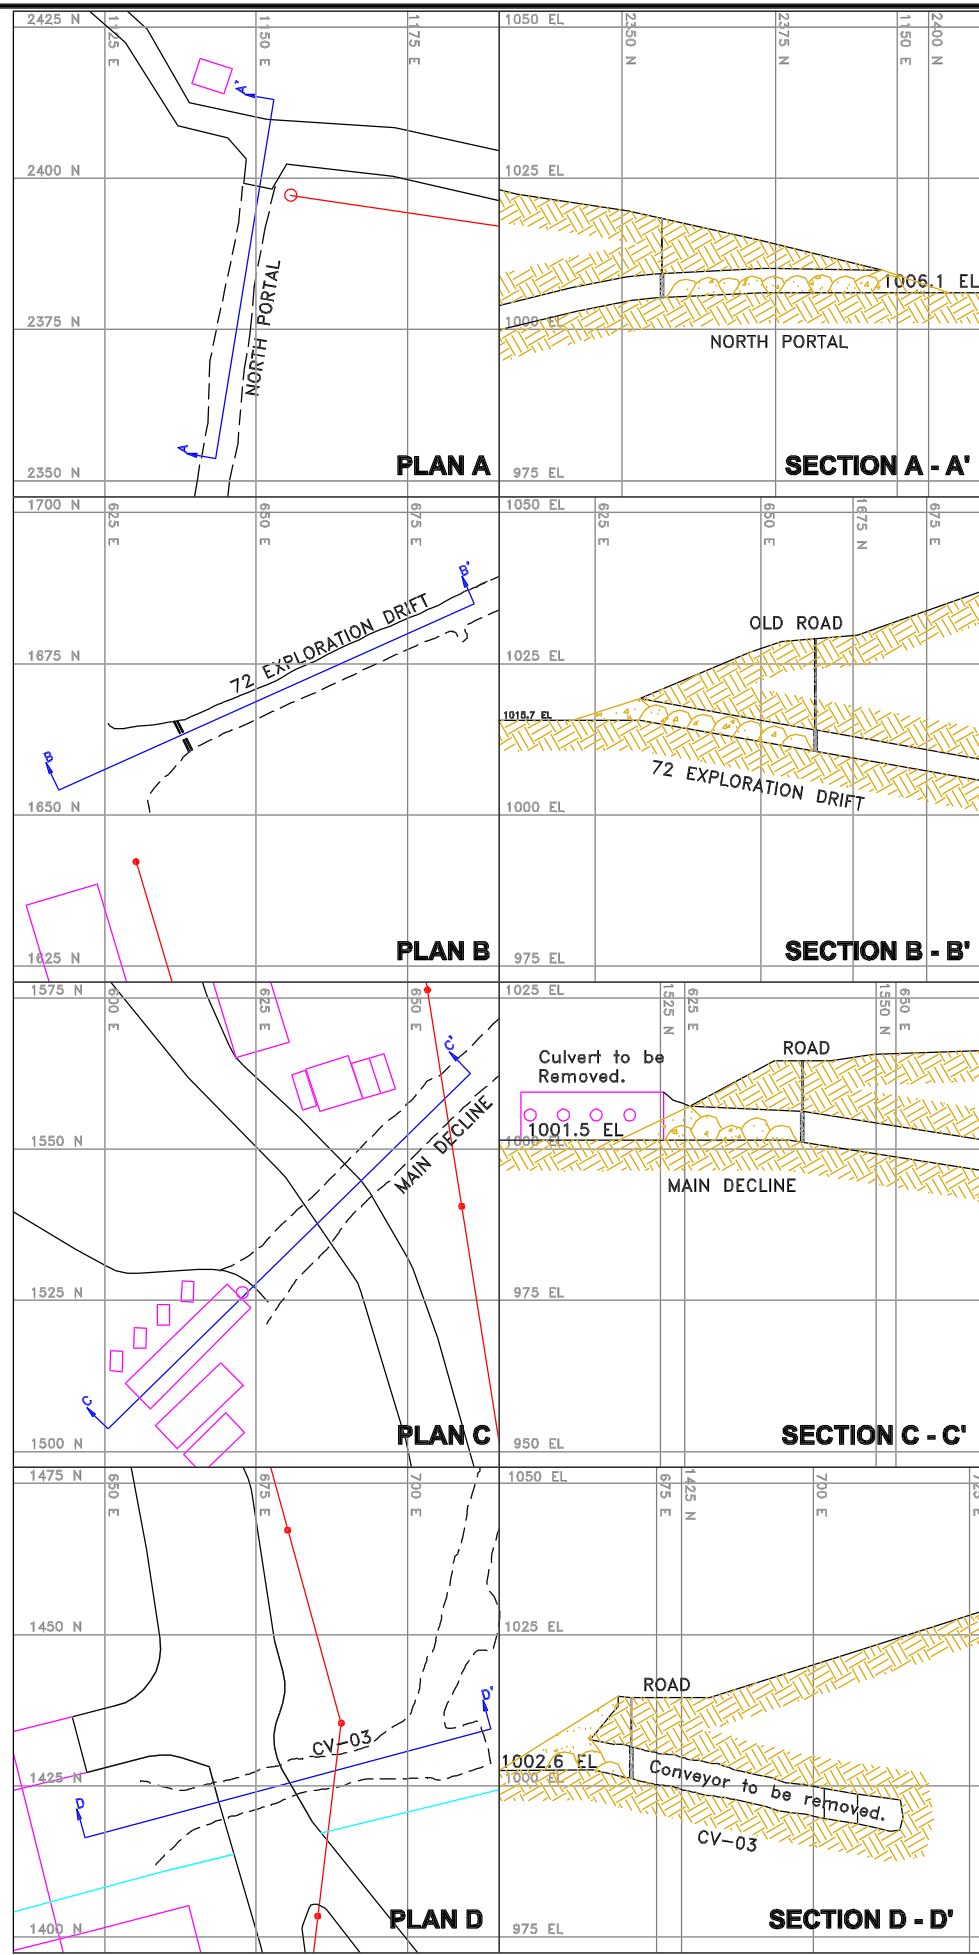 2425 N
1125 E
1150 E
1175 E
A'
2400 N
NORTH PORTAL
2375 N
A
2350 N
PLAN A
1050 EL
2350 N
2375 N
1150 E
2400 N
1025 EL
1006.1 EL
1000 EL
NORTH PORTAL
975 EL
SECTION A - A'
1700 N
625 E
650 E
675 E
B'
72 EXPLORATION DRIFT
1675 N
B
1650 N
1625 N
PLAN B
1050 EL
625 E
650 E
1675 N
675 E
OLD ROAD
1025 EL
1015.7 EL
72 EXPLORATION DRIFT
1000 EL
975 EL
SECTION B - B'
1575 N
600 E
625 E
650 E
C'
MAIN DECLINE
1550 N
1525 N
C
1500 N
PLAN C
1025 EL
1525 N
625 E
1550 N
650 E
ROAD
Culvert to be
Removed.
1001.5 EL
1000 EL
MAIN DECLINE
975 EL
950 EL
SECTION C - C'
1475 N
650 E
675 E
700 E
1450 N
D'
CV-03
1425 N
D
1400 N
PLAN D
1050 EL
675 E
1425 N
700 E
725 E
1025 EL
ROAD
1002.6 EL
1000 EL
Conveyor to be removed.
CV-03
975 EL
SECTION D - D'